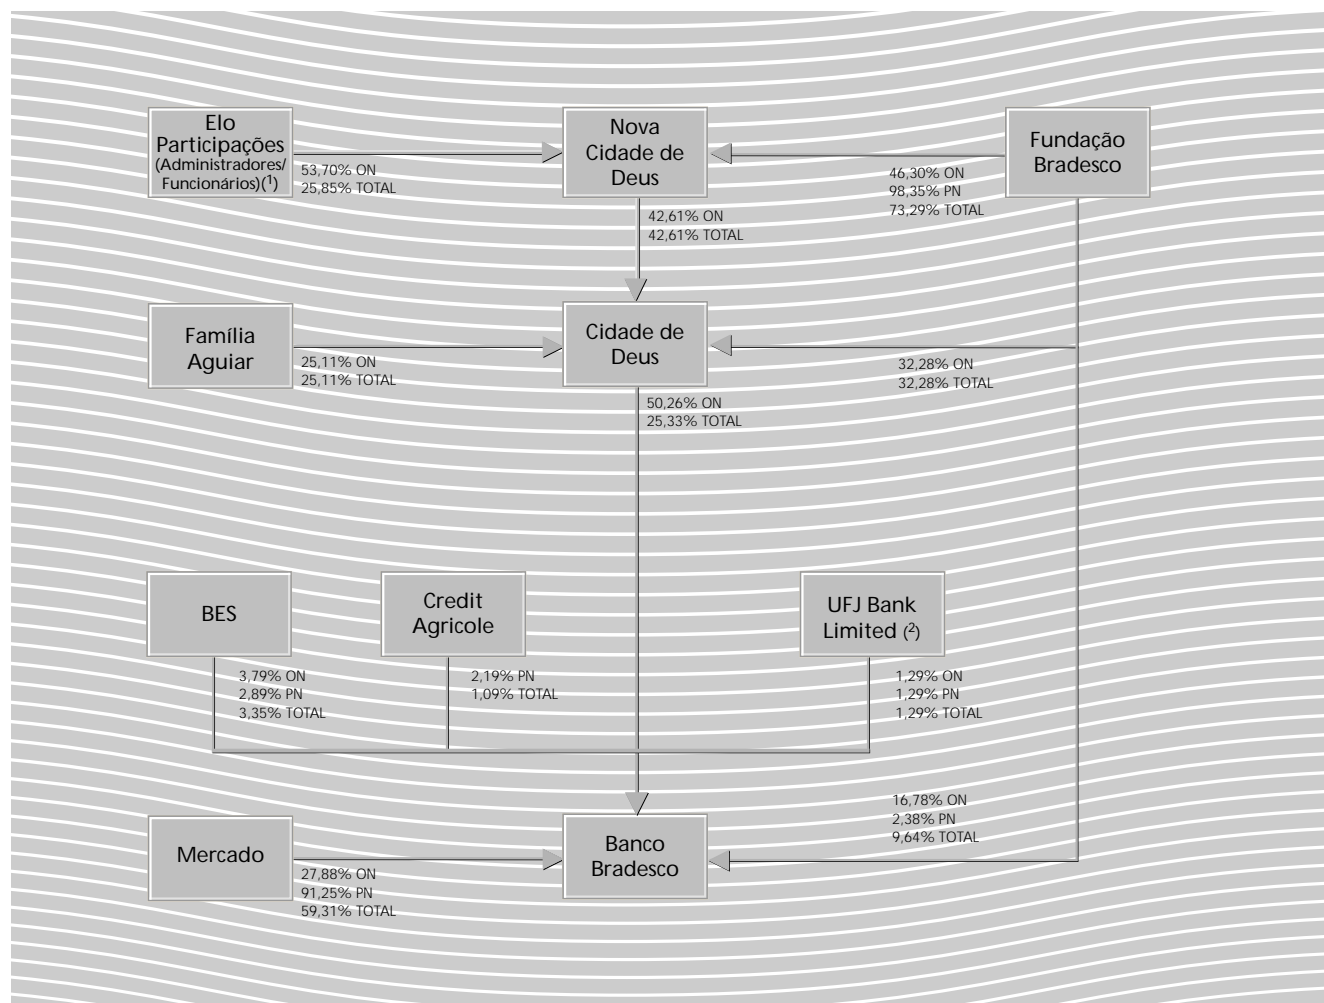 Elo
Participações
(Administradores/
Funcionários)(¹)
53,70% ON
25,85% TOTAL
Nova
Cidade de
Deus
Fundação
Bradesco
46,30% ON
98,35% PN
73,29% TOTAL
42,61% ON
42,61% TOTAL
Família
Aguiar
25,11% ON
25,11% TOTAL
Cidade de
Deus
32,28% ON
32,28% TOTAL
50,26% ON
25,33% TOTAL
BES
3,79% ON
2,89% PN
3,35% TOTAL
Credit
Agricole
2,19% PN
1,09% TOTAL
UFJ Bank
Limited (²)
1,29% ON
1,29% PN
1,29% TOTAL
16,78% ON
2,38% PN
9,64% TOTAL
Mercado
27,88% ON
91,25% PN
59,31% TOTAL
Banco
Bradesco